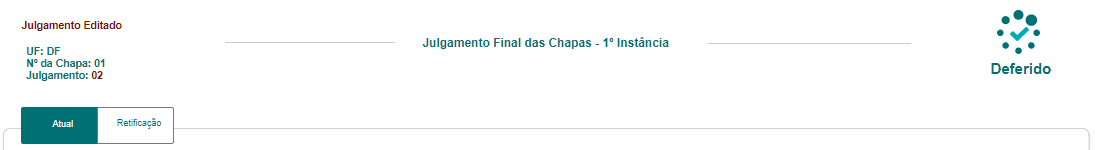 Julgamento Editado
UF: DF
Nº da Chapa: 01
Julgamento: 02
Julgamento Final das Chapas - 1º Instância
Deferido
Atual
Retificação